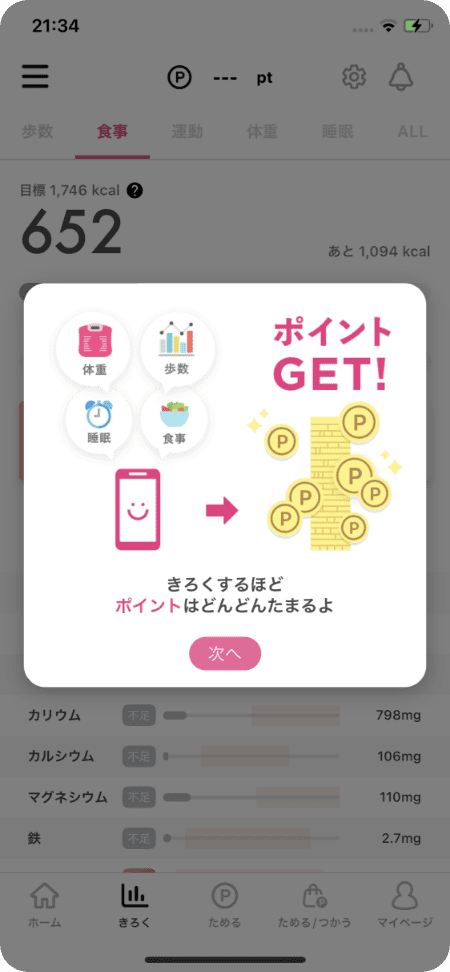 21:34
P --- pt
歩数 食事 運動 体重 睡眠 ALL
目標 1,746 kcal ?
652
あと 1,094 kcal
体重 歩数
睡眠 食事
ポイント
GET!
P
P
P
P
P
P
P
きろくするほど
ポイントはどんどんたまるよ
次へ
カリウム 不足 798mg
カルシウム 不足 106mg
マグネシウム 不足 110mg
鉄 不足 2.7mg
P P
ホーム きろく ためる ためる/つかう マイページ